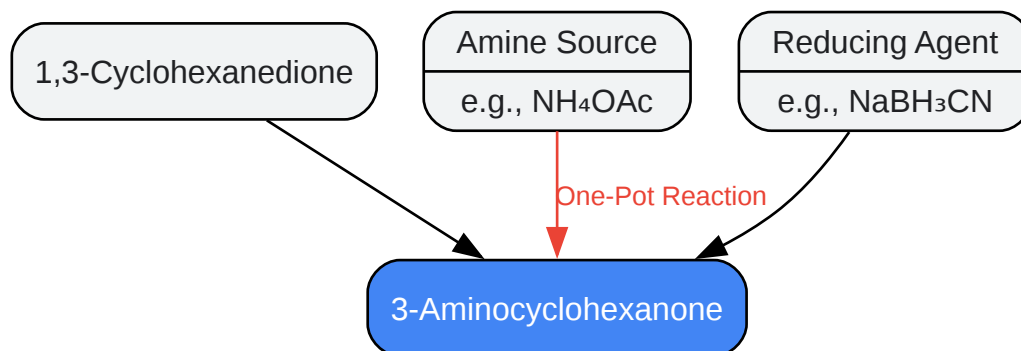 1,3-Cyclohexanedione
Amine Source
e.g., NH₄OAc
Reducing Agent
e.g., NaBH₃CN
One-Pot Reaction
3-Aminocyclohexanone